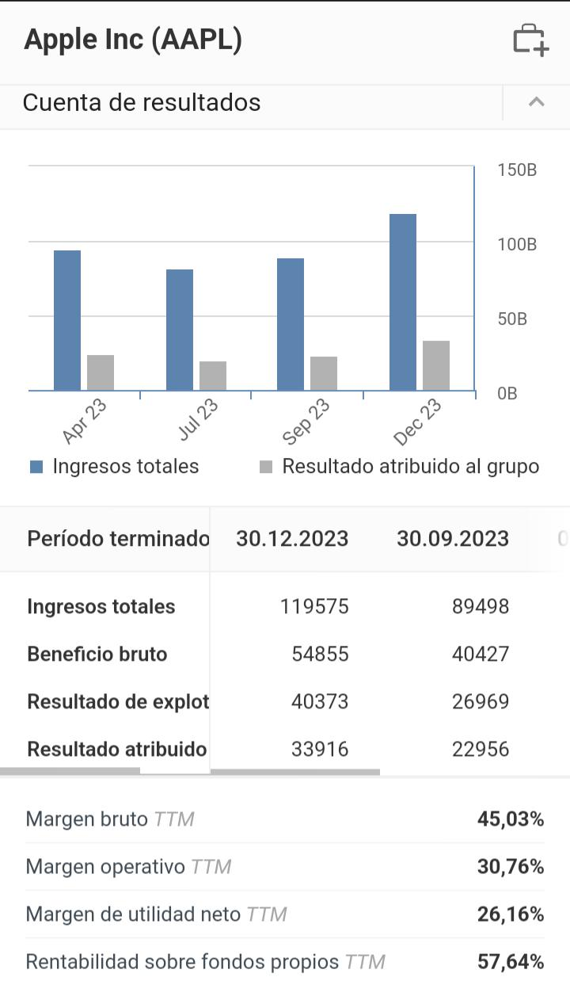 Apple Inc (AAPL)
Cuenta de resultados
150B
100B
50B
0B
Apr 23 Jul 23 Sep 23 Dec 23
Ingresos totales Resultado atribuido al grupo
Período terminado 30.12.2023 30.09.2023 0
Ingresos totales 119575 89498
Beneficio bruto 54855 40427
Resultado de explot 40373 26969
Resultado atribuido 33916 22956
Margen bruto TTM 45,03%
Margen operativo TTM 30,76%
Margen de utilidad neto TTM 26,16%
Rentabilidad sobre fondos propios TTM 57,64%